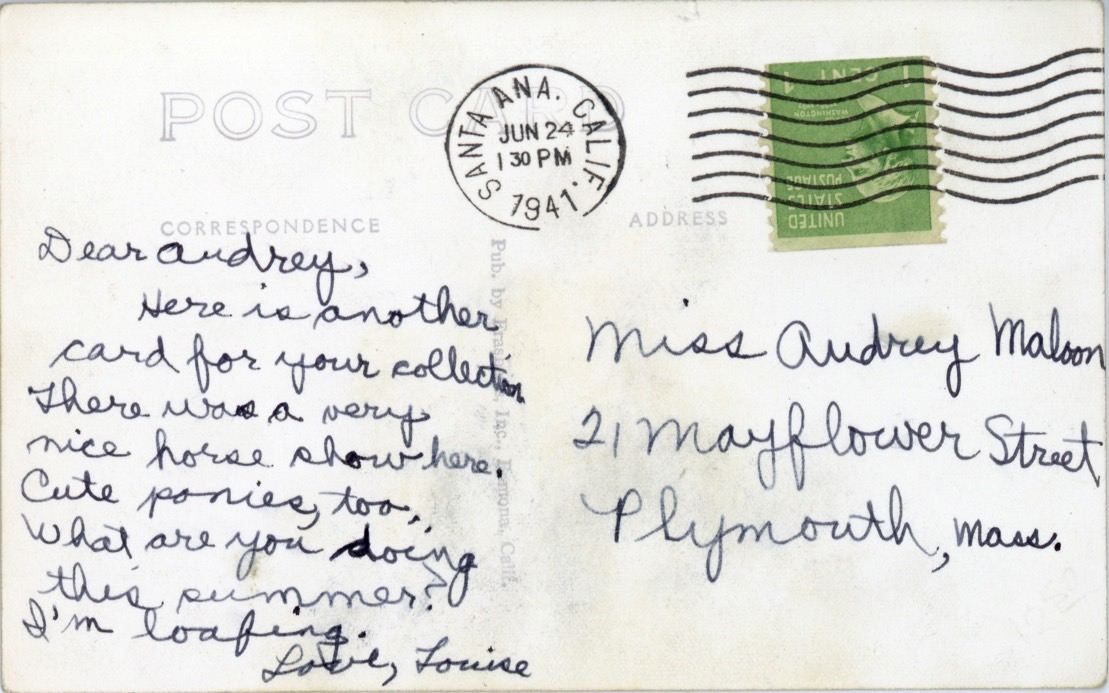 POST CARD
SANTA ANA. CALIF.
JUN 24
1 30 PM
1941.
1 CENT 1
WASHINGTON
UNITED
STATES
POSTAGE
CORRESPONDENCE
ADDRESS
Dear Audrey,
Here is another
card for your collection
There was a very
nice horse show here.
Cute ponies, too..
What are you doing
this summer?
I'm loafing.
Love, Louise
Pub. by Inc., Pomona, Calif.
Miss Audrey Maloon
21 Mayflower Street
Plymouth, Mass.